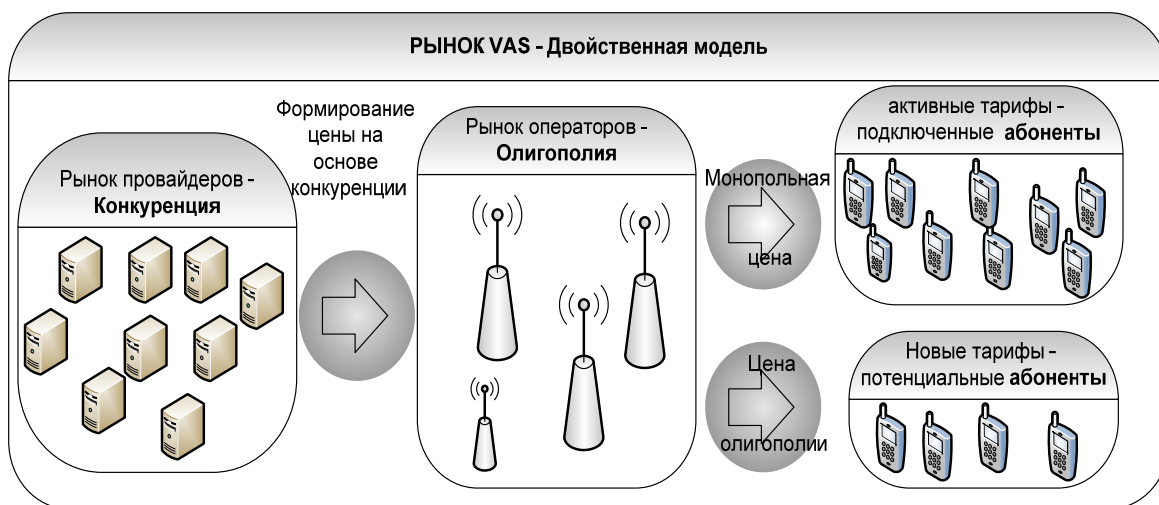 РЫНОК VAS - Двойственная модель
Рынок провайдеров -
Конкуренция
Формирование
цены на
основе
конкуренции
Рынок операторов -
Олигополия
Монопольная
цена
активные тарифы -
подключенные абоненты
Цена
олигополии
Новые тарифы –
потенциальные абоненты